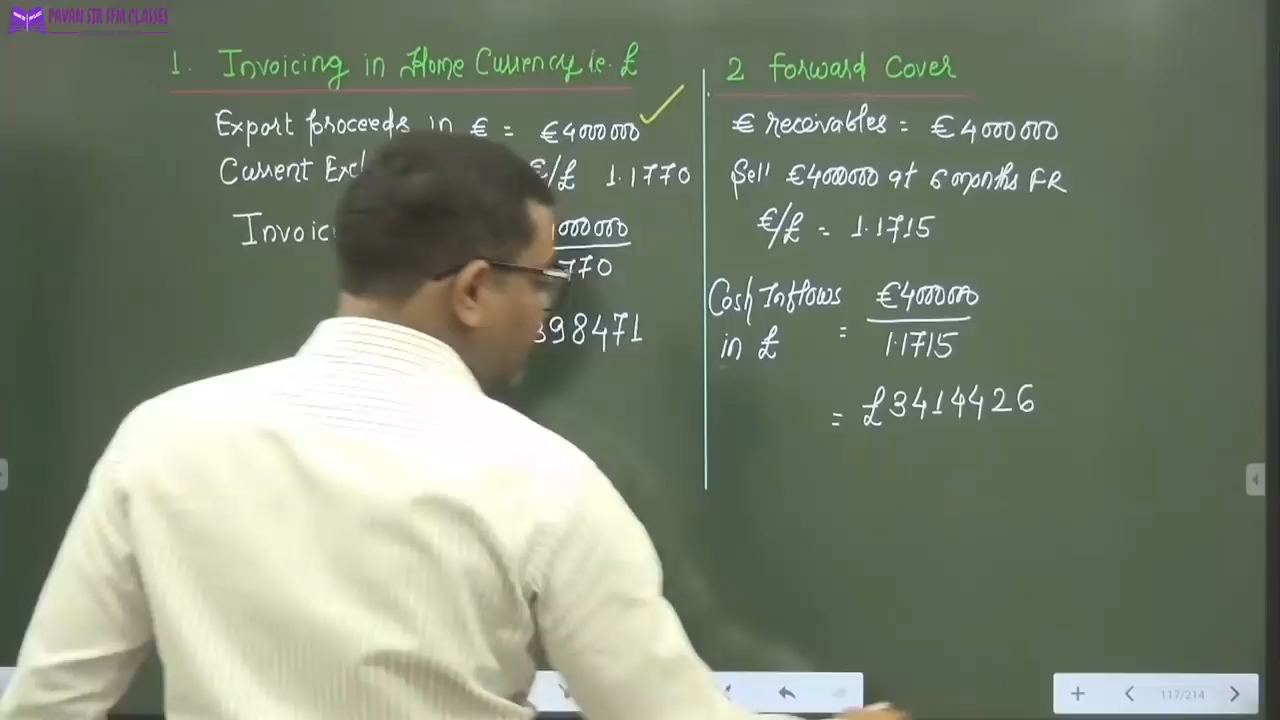 PAVAN SIR SFM CLASSES
1. Invoicing in Home Currency i.e. £
Export proceeds in € = €4000000
Current €/£ 1.1770
000000
770
398471
2 Forward Cover
€ receivables = €4000000
Sell €4000000 at 6 months FR
€/£ = 1.1715
Cash Inflows in £ = €4000000
1.1715
= £3414426
117/214